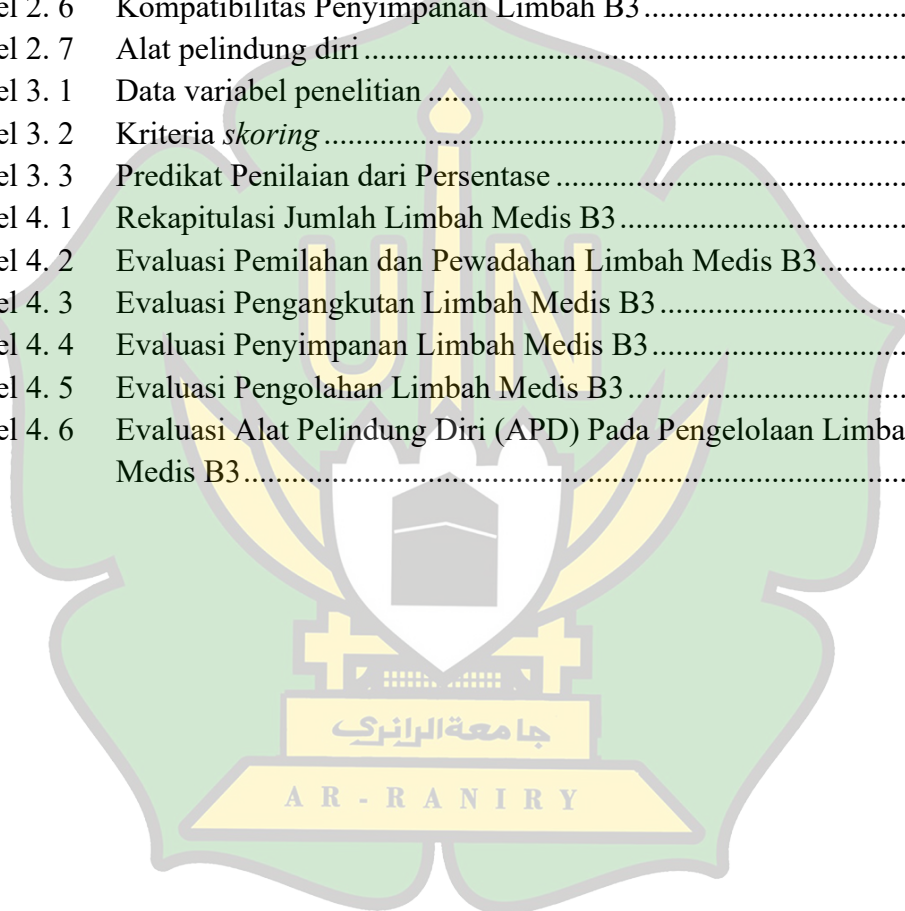 el 2. 6 Kompatibilitas Penyimpanan Limbah B3..........................
el 2. 7 Alat pelindung diri..........................
el 3. 1 Data variabel penelitian..........................
el 3. 2 Kriteria skoring..........................
el 3. 3 Predikat Penilaian dari Persentase..........................
el 4. 1 Rekapitulasi Jumlah Limbah Medis B3..........................
el 4. 2 Evaluasi Pemilahan dan Pewadahan Limbah Medis B3..........
el 4. 3 Evaluasi Pengangkutan Limbah Medis B3..........................
el 4. 4 Evaluasi Penyimpanan Limbah Medis B3..........................
el 4. 5 Evaluasi Pengolahan Limbah Medis B3..........................
el 4. 6 Evaluasi Alat Pelindung Diri (APD) Pada Pengelolaan Limba
Medis B3..........................
UIN
جامعة الرانري
AR-RANIRY